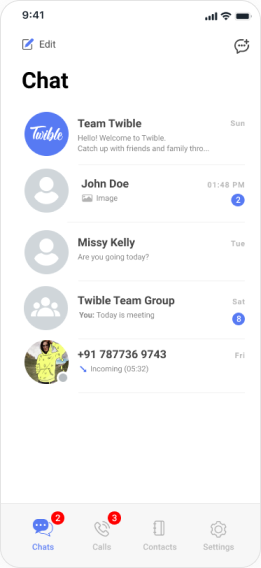 9:41
Edit
Chat
Twible
Team Twible
Sun
Hello! Welcome to Twible.
Catch up with friends and family thro...
John Doe
01:48 PM
Image
2
Missy Kelly
Tue
Are you going today?
Twible Team Group
Sat
You: Today is meeting
8
+91 787736 9743
Fri
Incoming (05:32)
2
3
Chats
Calls
Contacts
Settings